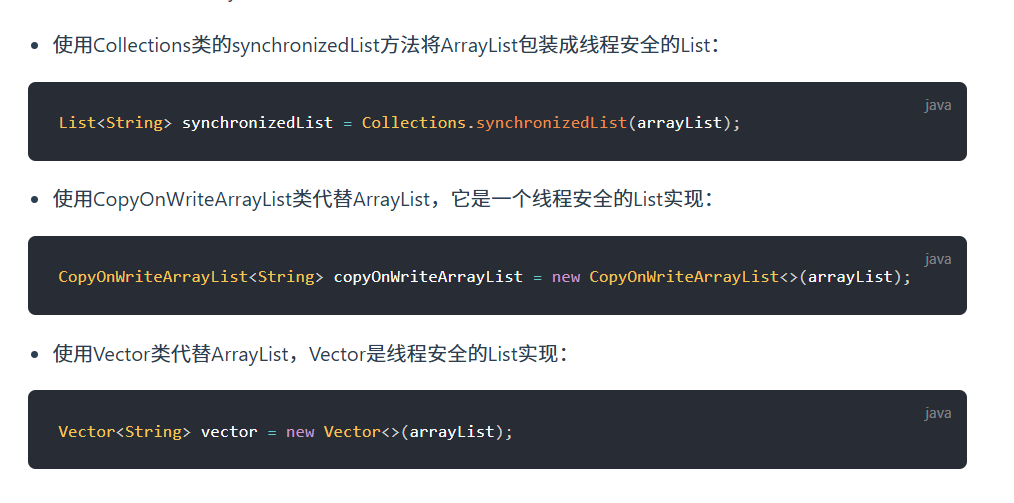 使用Collections类的synchronizedList方法将ArrayList包装成线程安全的List：
java
List<String> synchronizedList = Collections.synchronizedList(arrayList);
使用CopyOnWriteArrayList类代替ArrayList，它是一个线程安全的List实现：
java
CopyOnWriteArrayList<String> copyOnWriteArrayList = new CopyOnWriteArrayList<>(arrayList);
使用Vector类代替ArrayList，Vector是线程安全的List实现：
java
Vector<String> vector = new Vector<>(arrayList);